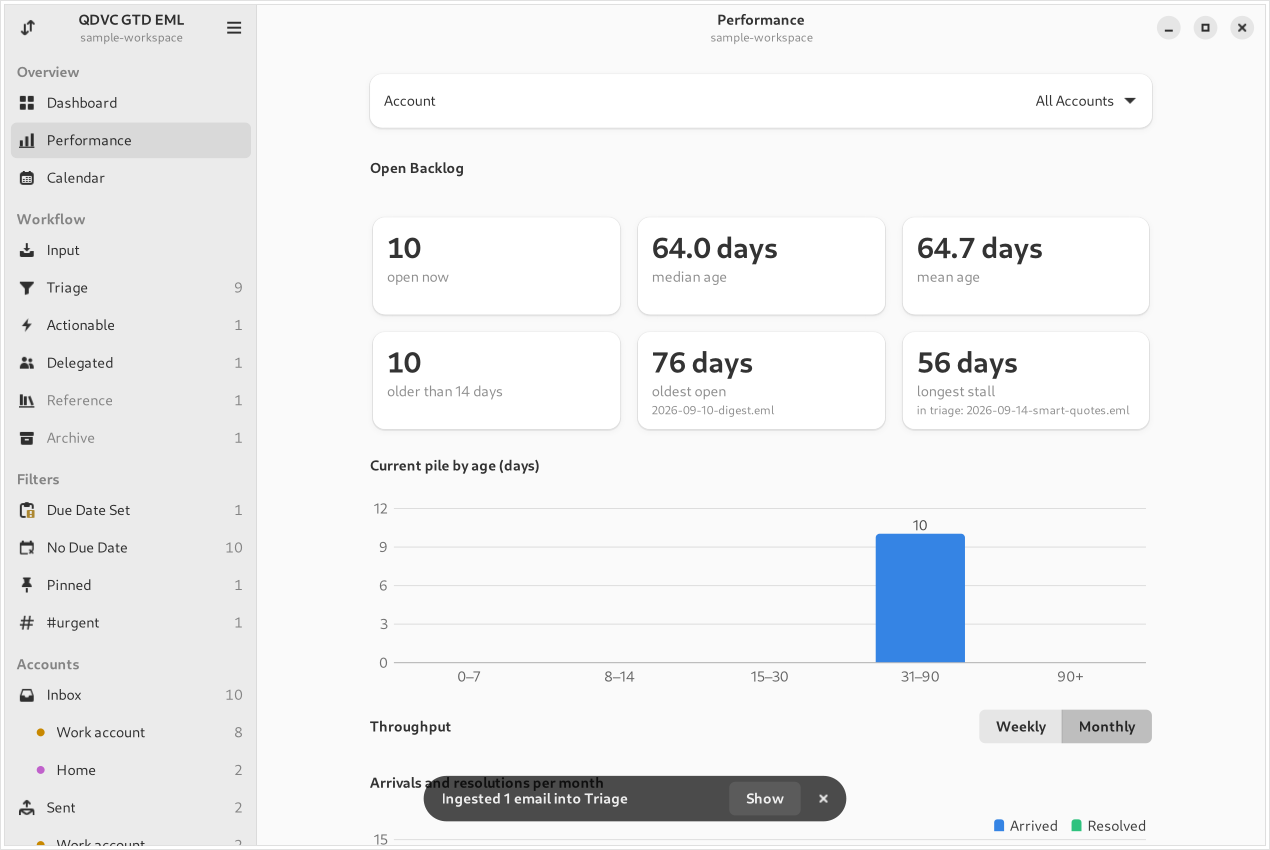 QDVC GTD EML
sample-workspace
Overview
Dashboard
Performance
Calendar
Workflow
Input
Triage 9
Actionable 1
Delegated 1
Reference 1
Archive 1
Filters
Due Date Set 1
No Due Date 10
Pinned 1
#urgent 1
Accounts
Inbox 10
Work account 8
Home 2
Sent 2
Work account 2
Performance
sample-workspace
Account All Accounts
Open Backlog
10
open now
64.0 days
median age
64.7 days
mean age
10
older than 14 days
76 days
oldest open
2026-09-10-digest.eml
56 days
longest stall
in triage: 2026-09-14-smart-quotes.eml
Current pile by age (days)
12
9
6
3
0
10
0–7 8–14 15–30 31–90 90+
Throughput Weekly Monthly
Arrivals and resolutions per month
Ingested 1 email into Triage Show
Arrived Resolved
15